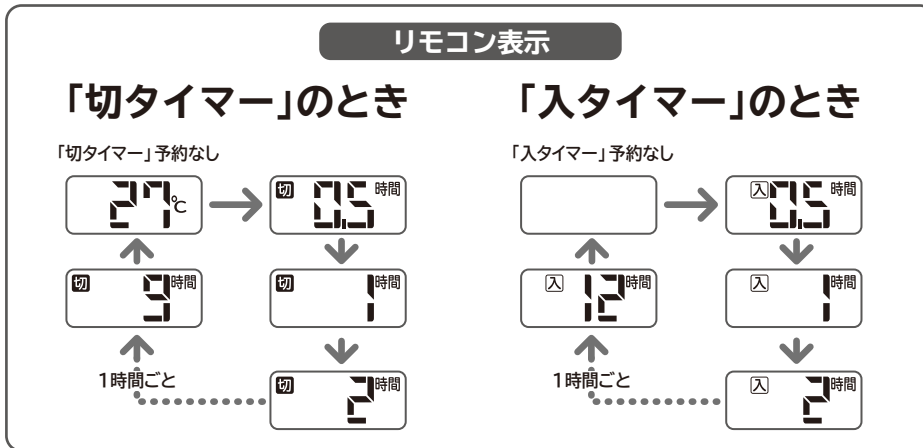 リモコン表示
「切タイマー」のとき
「切タイマー」予約なし
27℃
切 0.5 時間
切 9 時間
切 1 時間
1時間ごと
切 2 時間
「入タイマー」のとき
「入タイマー」予約なし
入 0.5 時間
入 12 時間
入 1 時間
1時間ごと
入 2 時間